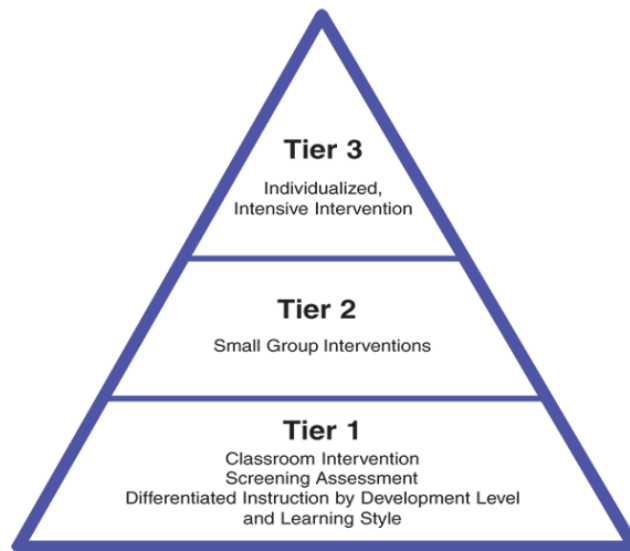 Tier 3
Individualized,
Intensive Intervention
Tier 2
Small Group Interventions
Tier 1
Classroom Intervention
Screening Assessment
Differentiated Instruction by Development Level
and Learning Style